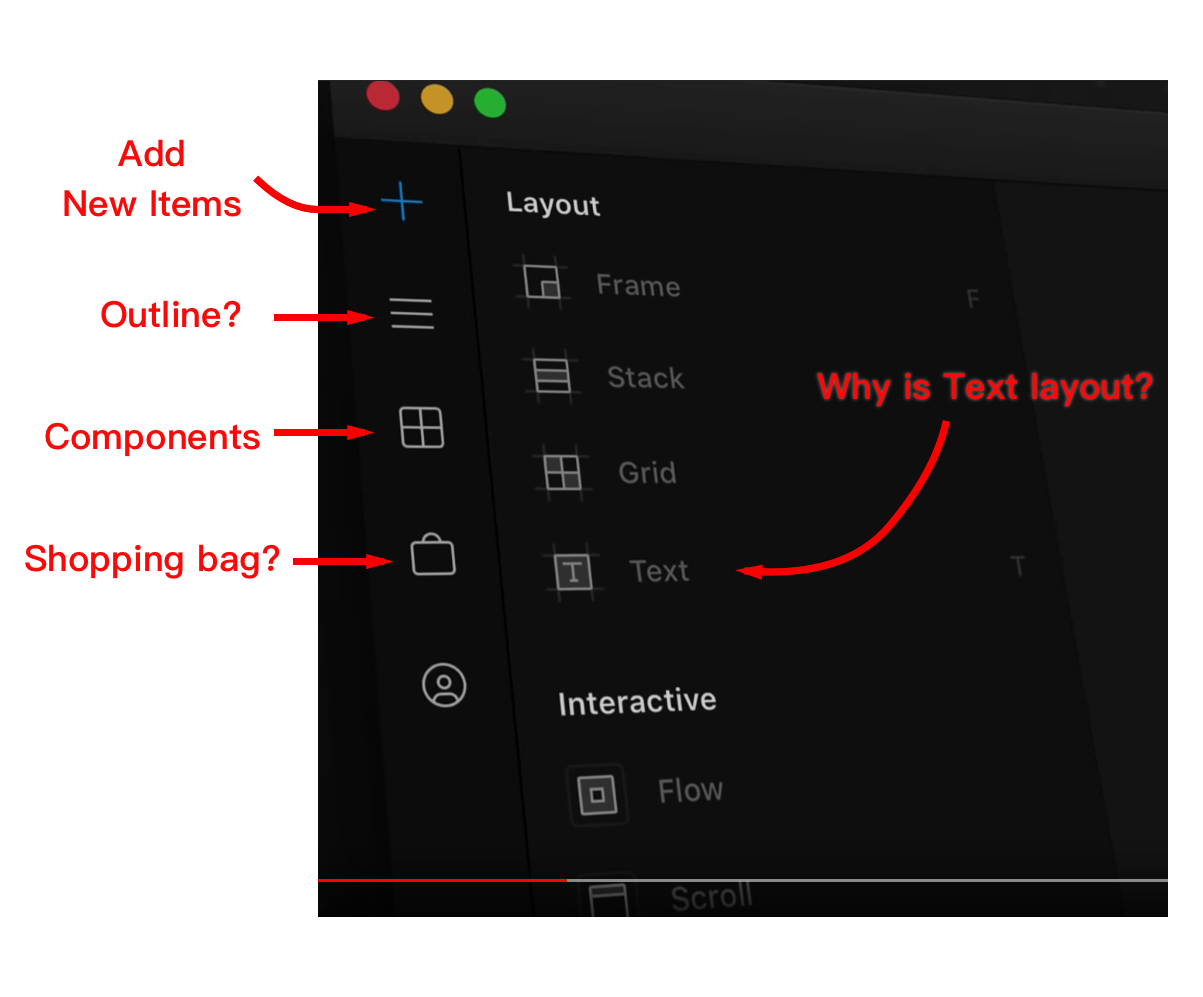 Add
New Items
Outline?
Components
Shopping bag?
Layout
Frame F
Stack
Why is Text layout?
Grid
Text T
Interactive
Flow
Scroll